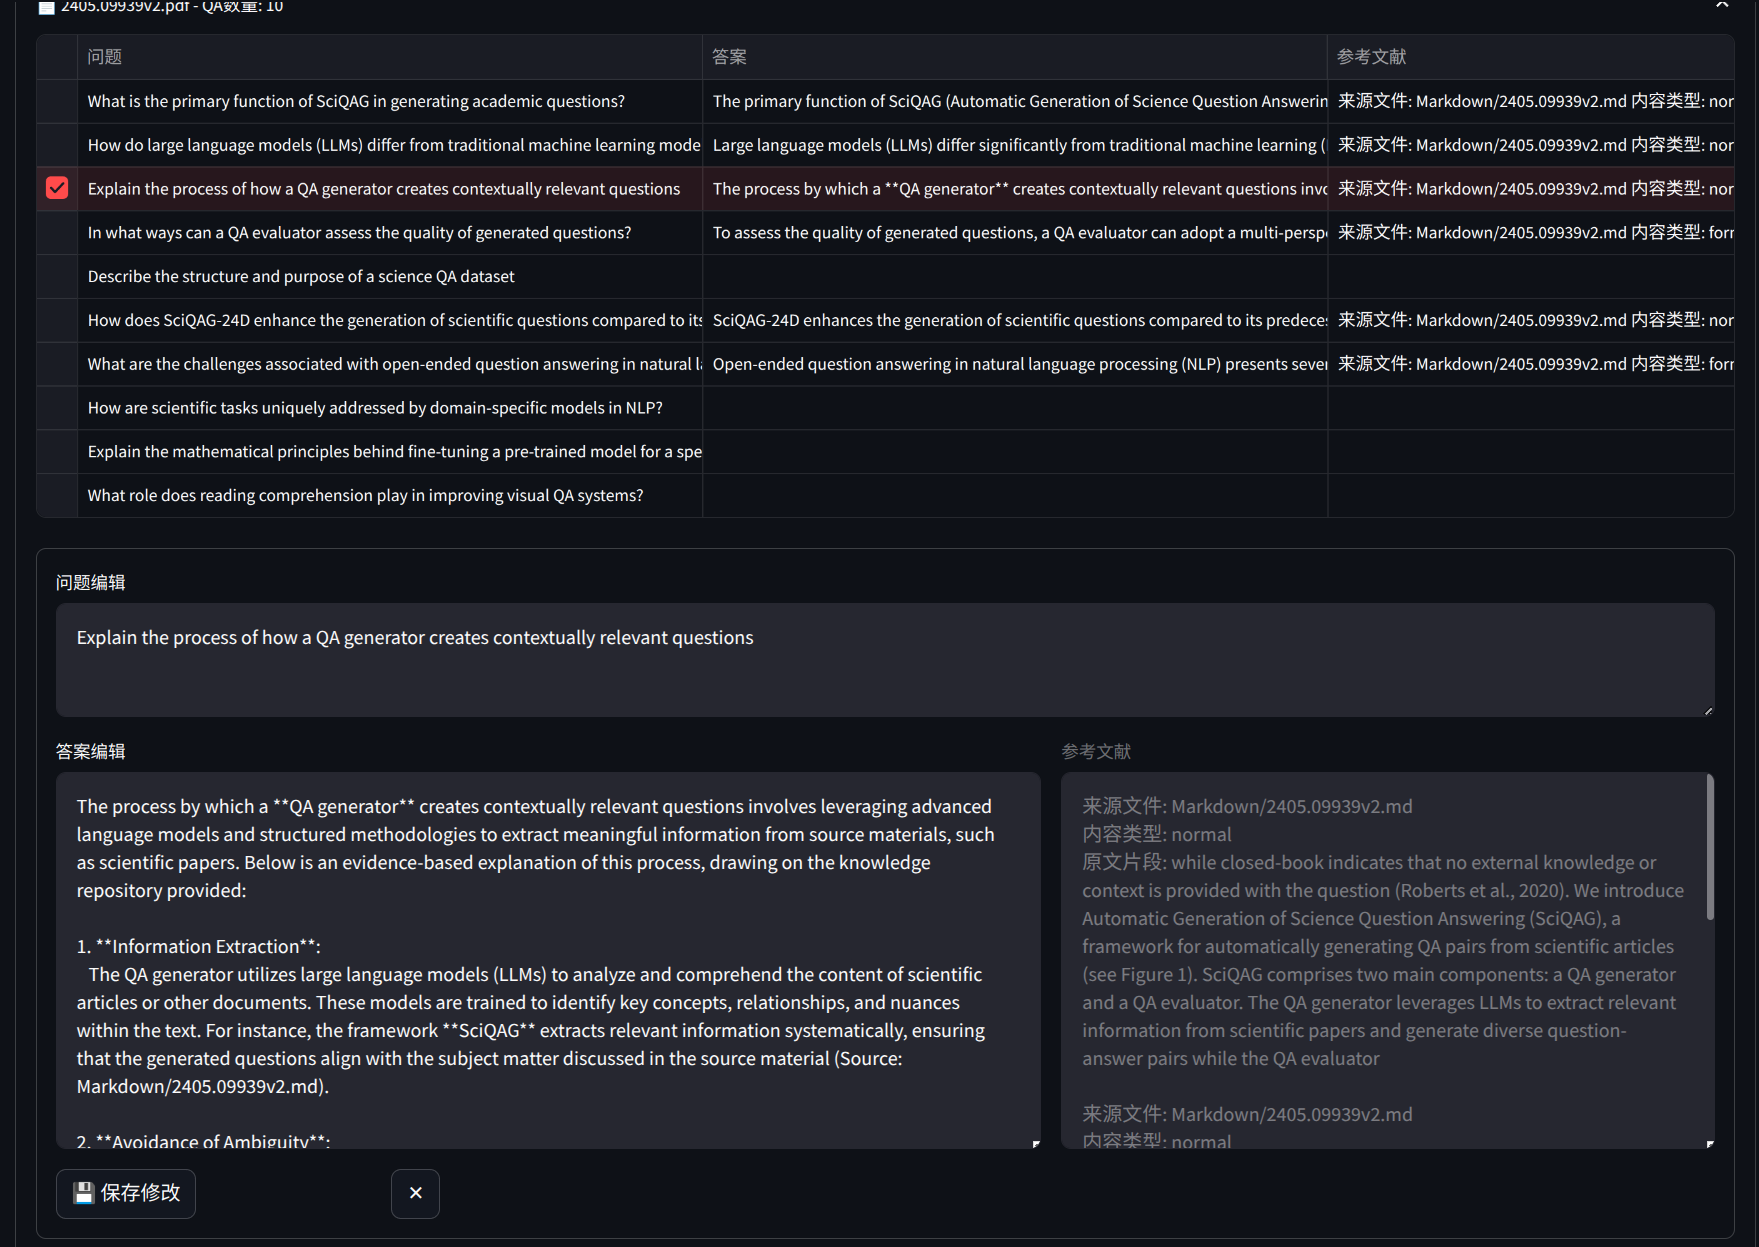 2405.09939v2.pdf - QA数量: 10
问题 答案 参考文献
What is the primary function of SciQAG in generating academic questions? The primary function of SciQAG (Automatic Generation of Science Question Answerin 来源文件: Markdown/2405.09939v2.md 内容类型: nor
How do large language models (LLMs) differ from traditional machine learning mode Large language models (LLMs) differ significantly from traditional machine learning ( 来源文件: Markdown/2405.09939v2.md 内容类型: nor
Explain the process of how a QA generator creates contextually relevant questions The process by which a **QA generator** creates contextually relevant questions invo 来源文件: Markdown/2405.09939v2.md 内容类型: nor
In what ways can a QA evaluator assess the quality of generated questions? To assess the quality of generated questions, a QA evaluator can adopt a multi-persp 来源文件: Markdown/2405.09939v2.md 内容类型: forr
Describe the structure and purpose of a science QA dataset
How does SciQAG-24D enhance the generation of scientific questions compared to its SciQAG-24D enhances the generation of scientific questions compared to its predeces 来源文件: Markdown/2405.09939v2.md 内容类型: nor
What are the challenges associated with open-ended question answering in natural l Open-ended question answering in natural language processing (NLP) presents sever 来源文件: Markdown/2405.09939v2.md 内容类型: forr
How are scientific tasks uniquely addressed by domain-specific models in NLP?
Explain the mathematical principles behind fine-tuning a pre-trained model for a spe
What role does reading comprehension play in improving visual QA systems?
问题编辑
Explain the process of how a QA generator creates contextually relevant questions
答案编辑
The process by which a **QA generator** creates contextually relevant questions involves leveraging advanced
language models and structured methodologies to extract meaningful information from source materials, such
as scientific papers. Below is an evidence-based explanation of this process, drawing on the knowledge
repository provided:
1. **Information Extraction**:
The QA generator utilizes large language models (LLMs) to analyze and comprehend the content of scientific
articles or other documents. These models are trained to identify key concepts, relationships, and nuances
within the text. For instance, the framework **SciQAG** extracts relevant information systematically, ensuring
that the generated questions align with the subject matter discussed in the source material (Source:
Markdown/2405.09939v2.md).
2. **Avoidance of Ambiguity**:
参考文献
来源文件: Markdown/2405.09939v2.md
内容类型: normal
原文片段: while closed-book indicates that no external knowledge or
context is provided with the question (Roberts et al., 2020). We introduce
Automatic Generation of Science Question Answering (SciQAG), a
framework for automatically generating QA pairs from scientific articles
(see Figure 1). SciQAG comprises two main components: a QA generator
and a QA evaluator. The QA generator leverages LLMs to extract relevant
information from scientific papers and generate diverse question-
answer pairs while the QA evaluator
来源文件: Markdown/2405.09939v2.md
内容类型: normal
保存修改